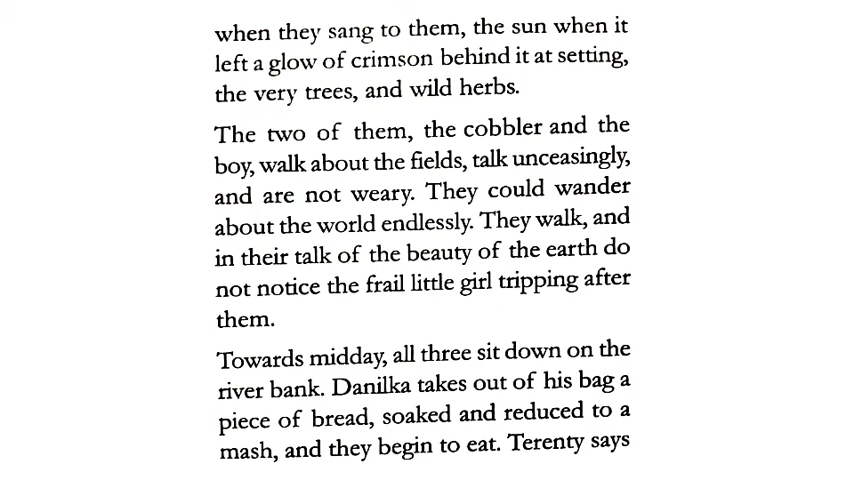 when they sang to them, the sun when it
left a glow of crimson behind it at setting,
the very trees, and wild herbs.
The two of them, the cobbler and the
boy, walk about the fields, talk unceasingly,
and are not weary. They could wander
about the world endlessly. They walk, and
in their talk of the beauty of the earth do
not notice the frail little girl tripping after
them.
Towards midday, all three sit down on the
river bank. Danilka takes out of his bag a
piece of bread, soaked and reduced to a
mash, and they begin to eat. Terenty says